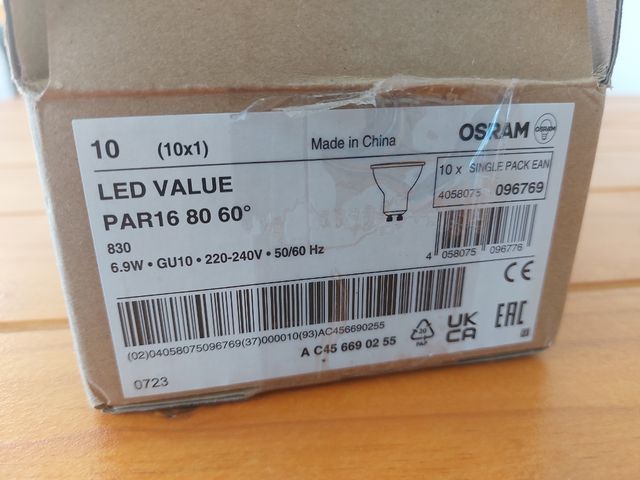 10 (10x1) Made in China OSRAM
LED VALUE
10 x SINGLE PACK EAN
4058075 096769
PAR16 80 60°
830
6.9W • GU10 • 220-240V • 50/60 Hz
4 058075 096776
CE
(02)04058075096769(37)000010(93)AC456690255
A C45 669 02 55
20
PAP
UK
CA
EAC
0723